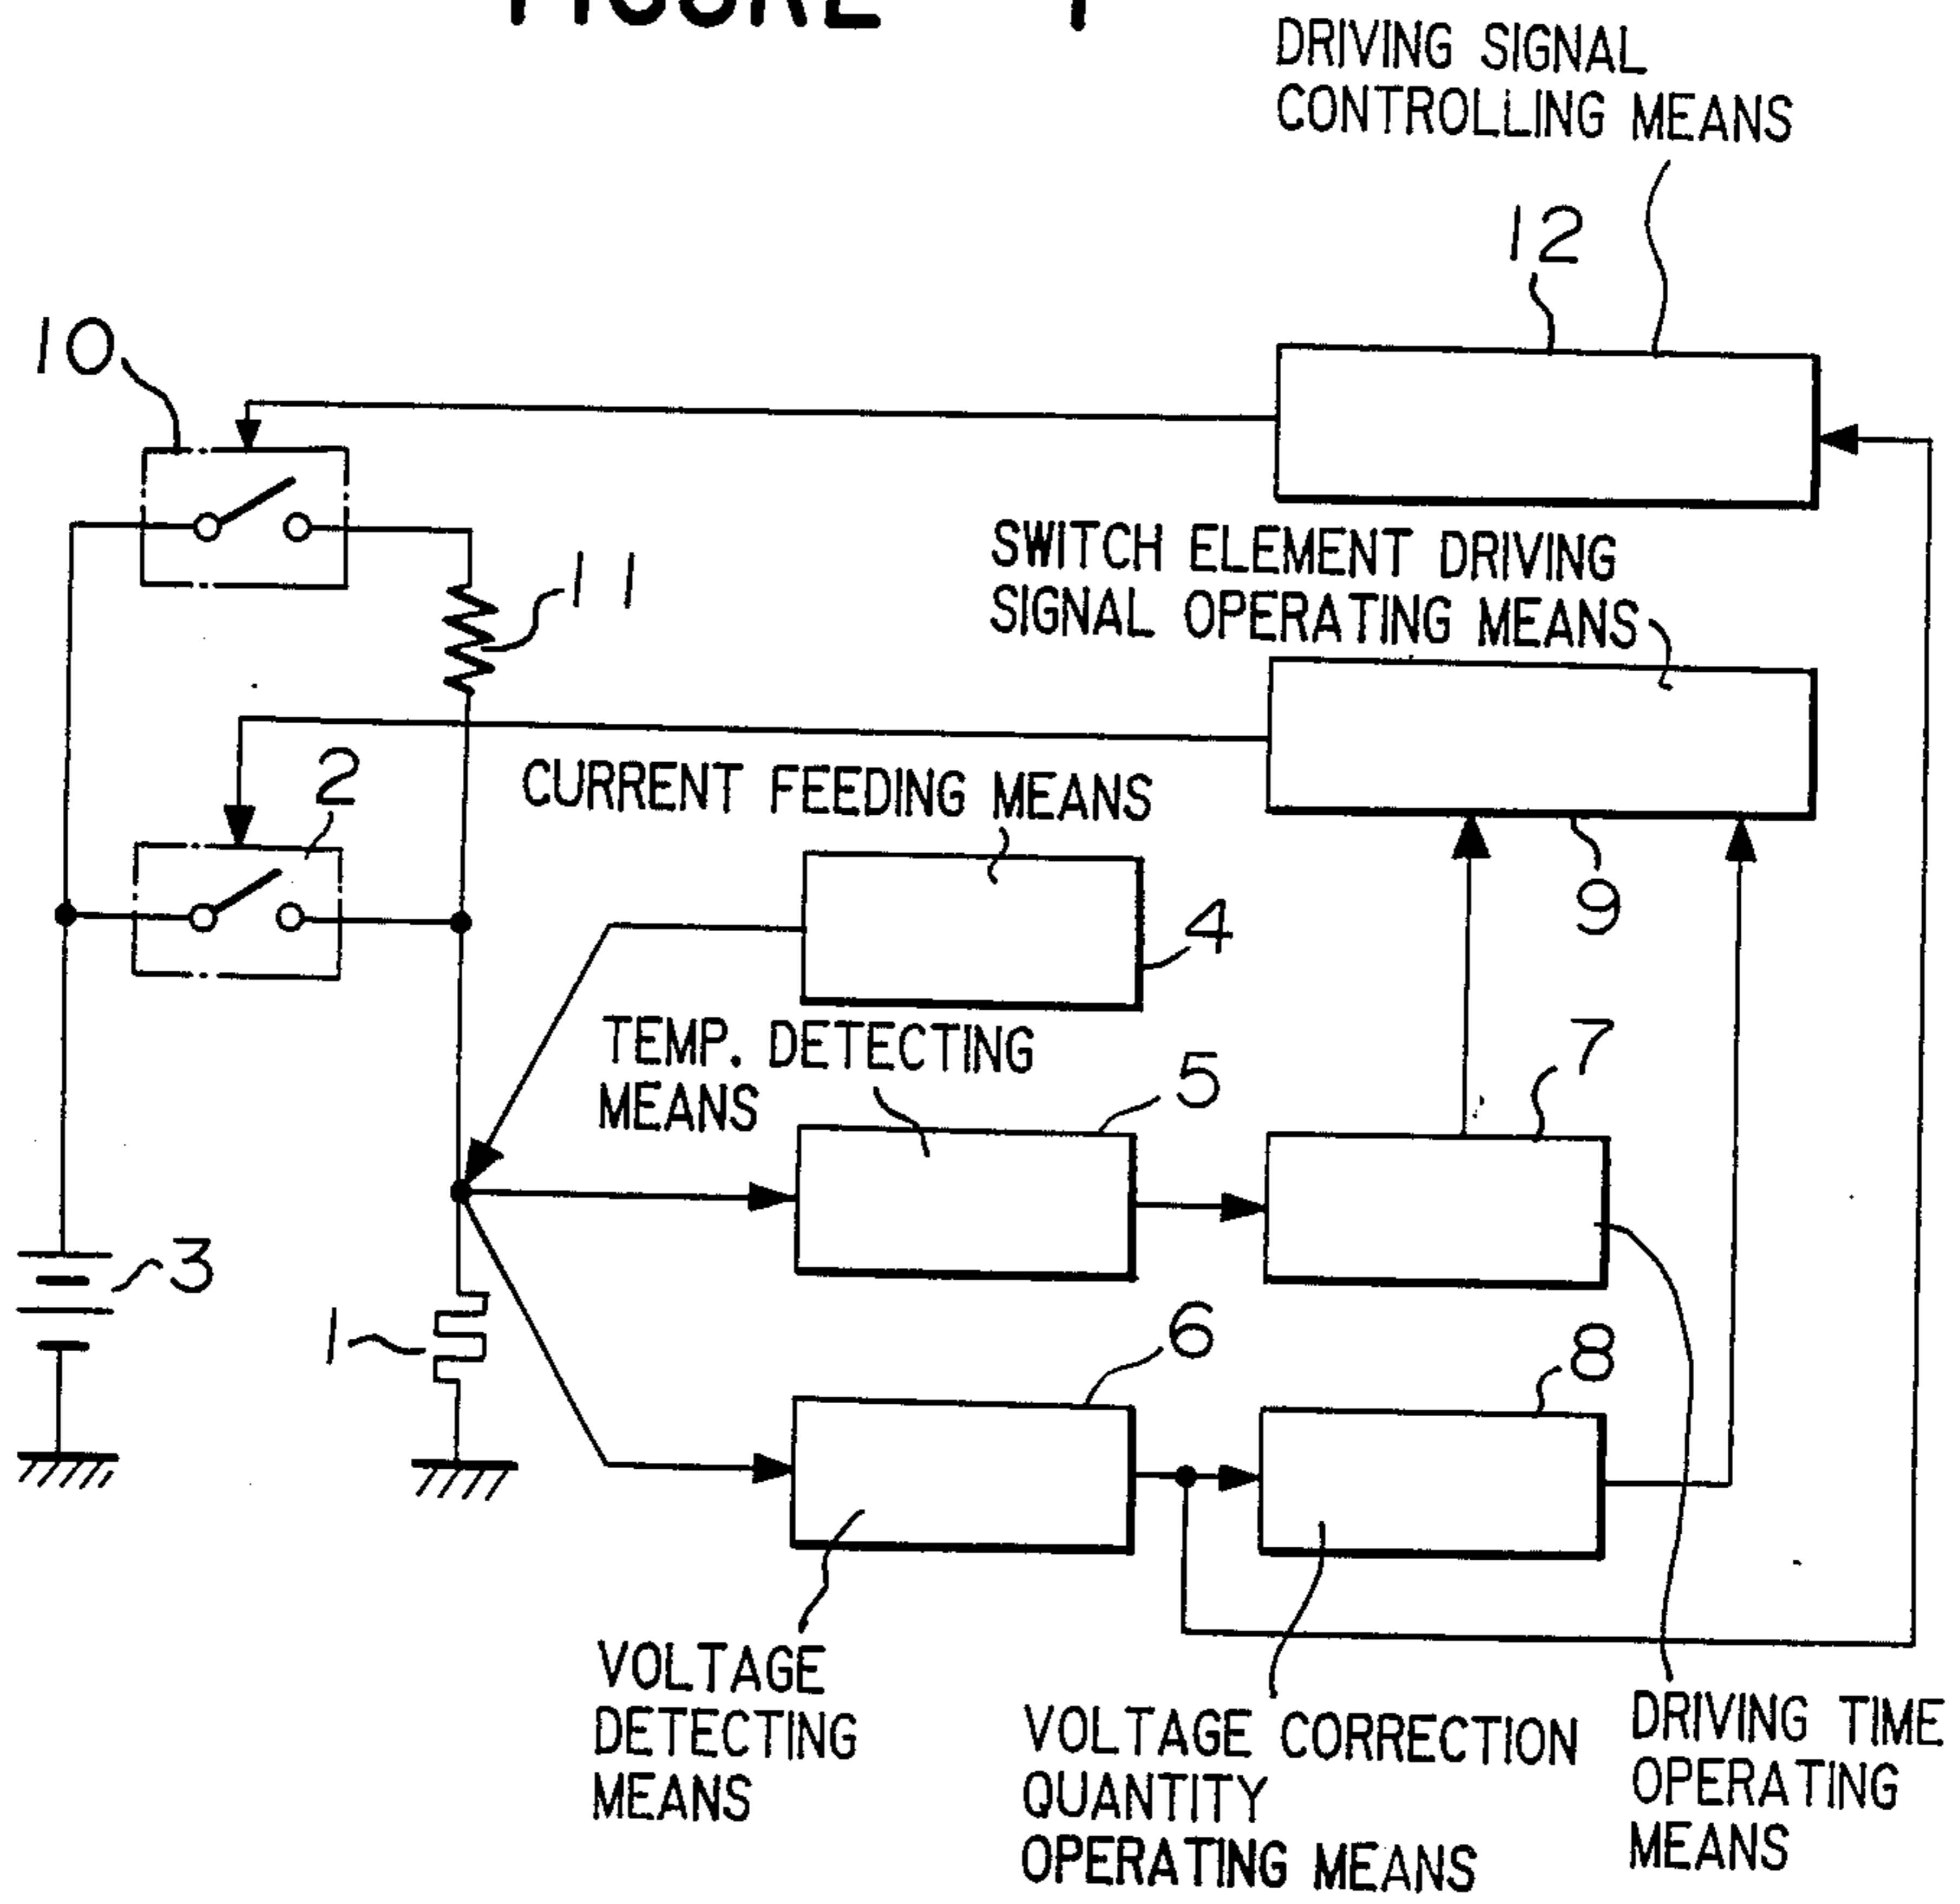 FIGURE 1
DRIVING SIGNAL
CONTROLLING MEANS
12
10
SWITCH ELEMENT DRIVING
SIGNAL OPERATING MEANS
11
2
CURRENT FEEDING MEANS
9
4
TEMP. DETECTING
MEANS
5
7
3
1
6
8
VOLTAGE
DETECTING
MEANS
VOLTAGE CORRECTION
QUANTITY
OPERATING MEANS
DRIVING TIME
OPERATING
MEANS